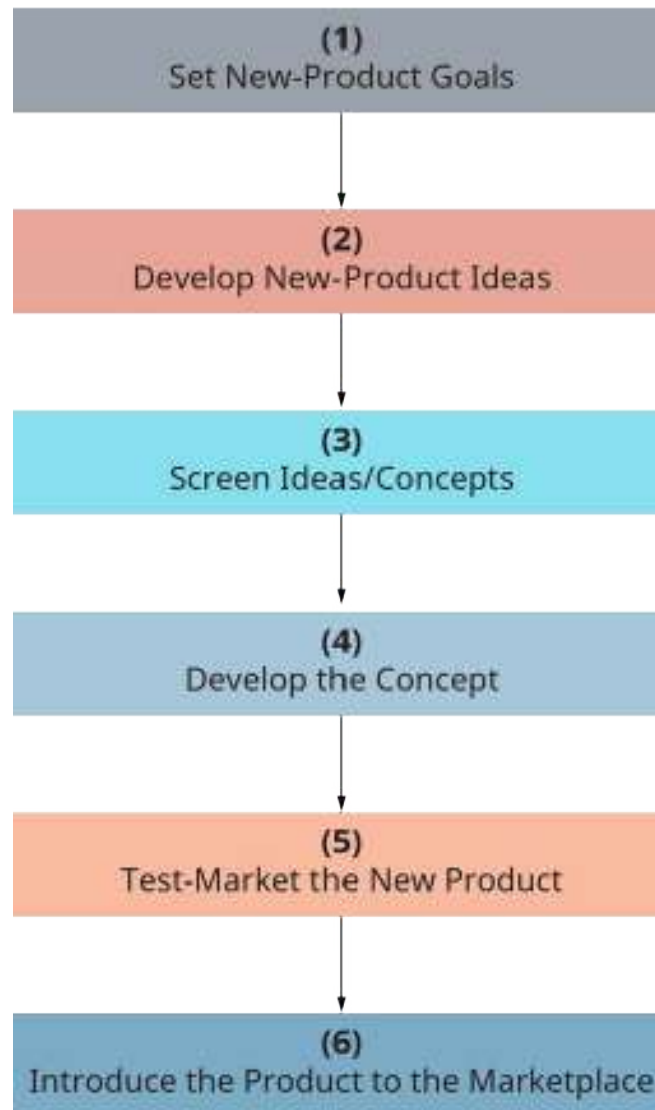 (1)
Set New-Product Goals
(2)
Develop New-Product Ideas
(3)
Screen Ideas/Concepts
(4)
Develop the Concept
(5)
Test-Market the New Product
(6)
Introduce the Product to the Marketplace